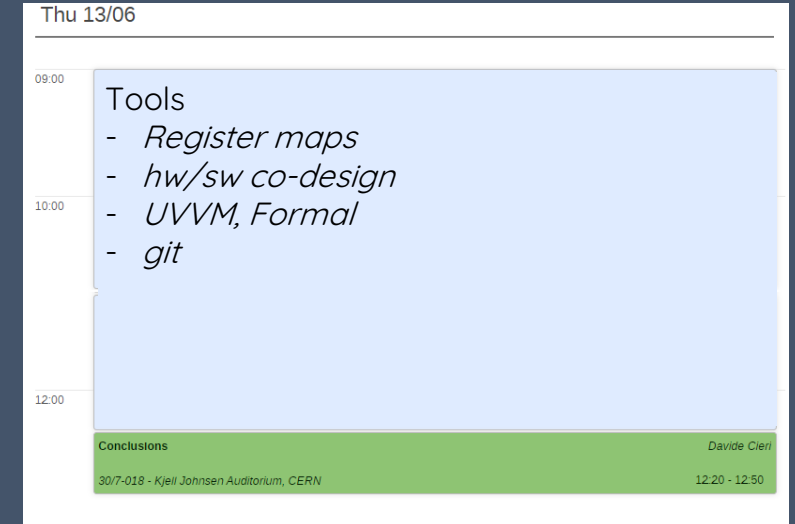 Thu 13/06
09:00
Tools
- Register maps
- hw/sw co-design
10:00
- UVVM, Formal
- git
12:00
Conclusions Davide Cieri
30/7-018 - Kjell Johnsen Auditorium, CERN 12:20 - 12:50